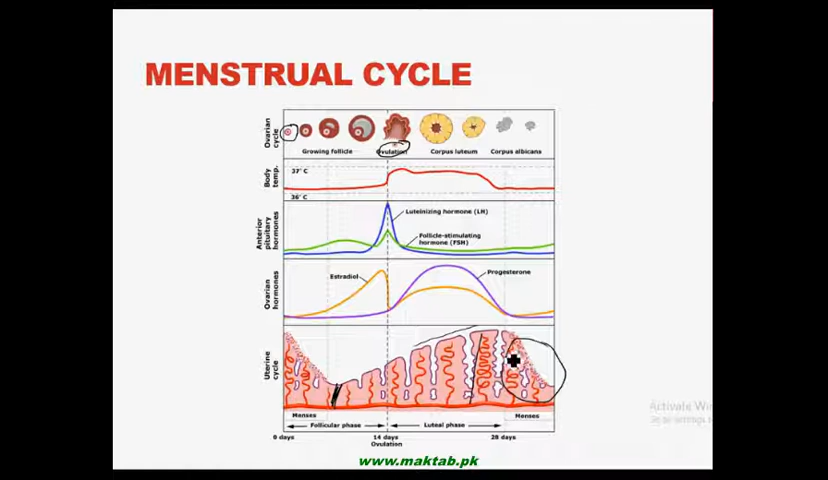 MENSTRUAL CYCLE
Ovarian cycle
Growing follicle
Ovulation
Corpus luteum
Corpus albicans
Body temp.
37° C
36° C
Anterior pituitary hormones
Luteinizing hormone (LH)
Follicle-stimulating
hormone (FSH)
Ovarian hormones
Estradiol
Progesterone
Uterine cycle
Menses
Menses
Follicular phase
Luteal phase
0 days
14 days
28 days
Ovulation
www.maktab.pk
Activate Wi